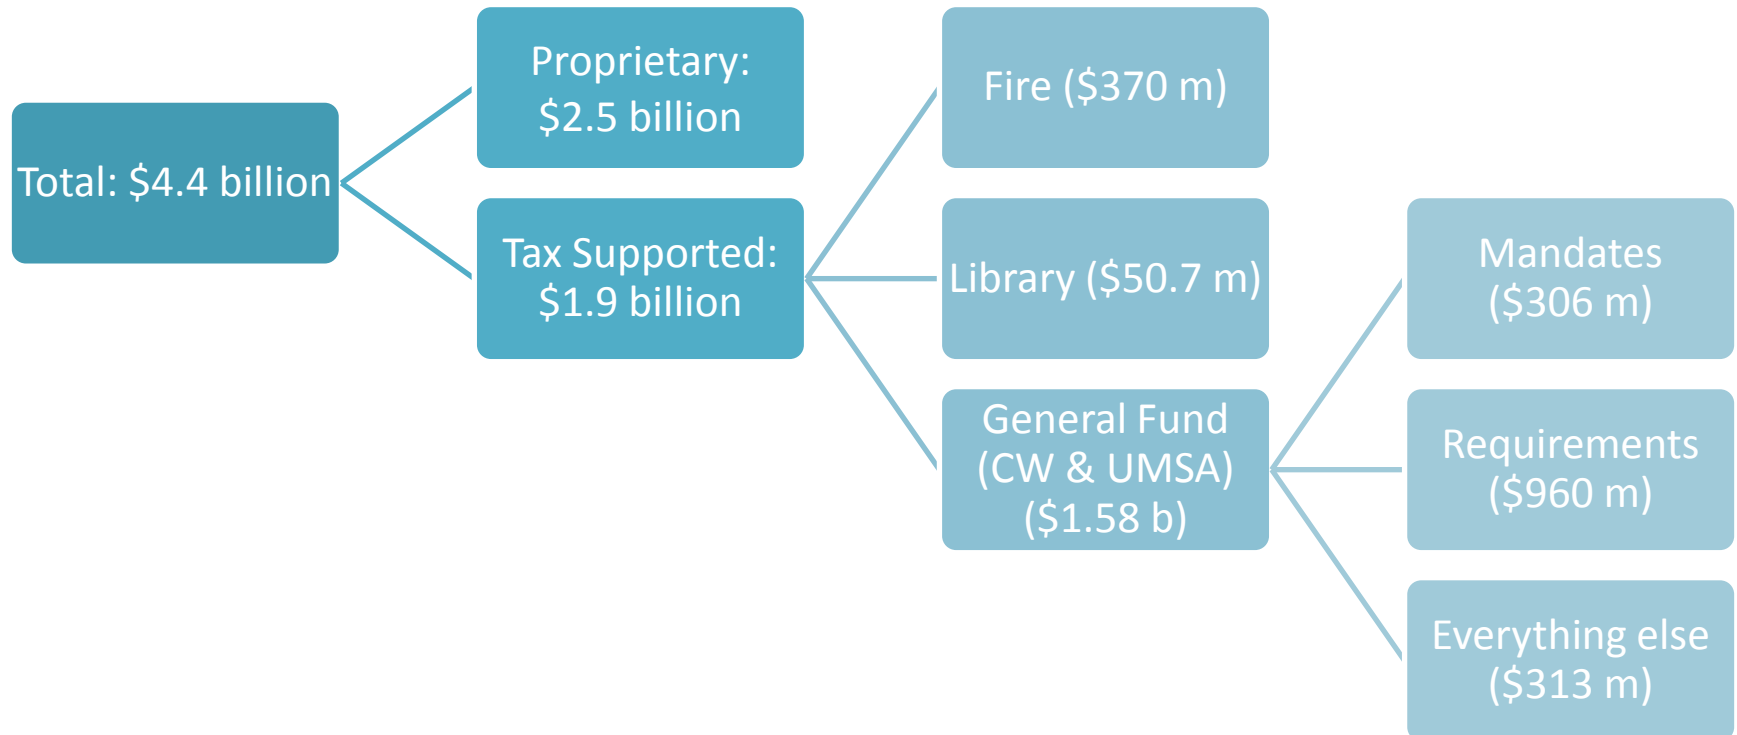 Total: $4.4 billion
Proprietary:
$2.5 billion
Tax Supported:
$1.9 billion
Fire ($370 m)
Library ($50.7 m)
General Fund
(CW & UMSA)
($1.58 b)
Mandates
($306 m)
Requirements
($960 m)
Everything else
($313 m)